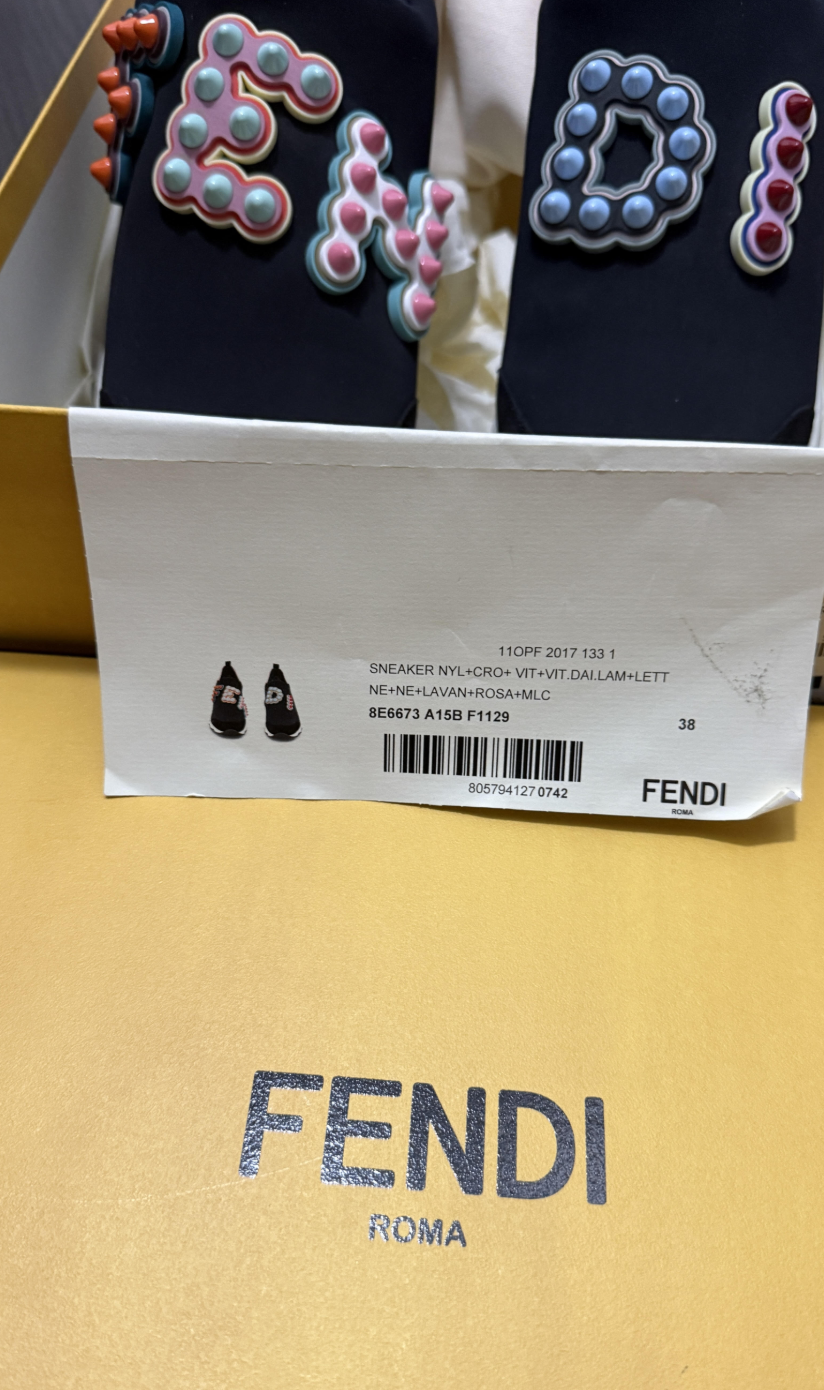 FENDI
11OPF 2017 133 1
SNEAKER NYL+CRO+ VIT+VIT.DAI.LAM+LETT
NE+NE+LAVAN+ROSA+MLC
8E6673 A15B F1129
38
8057941270742
FENDI
ROMA
FENDI
ROMA